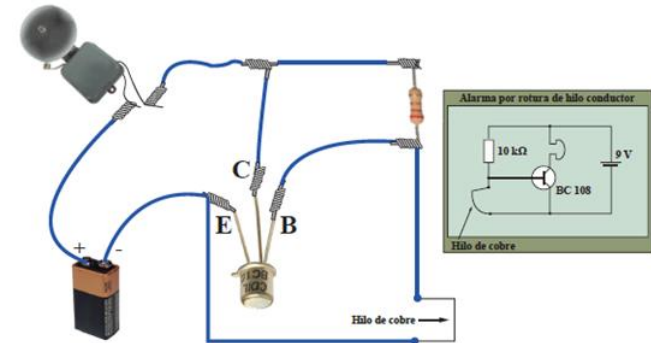 Alarma por rotura de hilo conductor
10 kΩ
9 V
C
BC 108
E
B
Hilo de cobre
+
-
Hilo de cobre